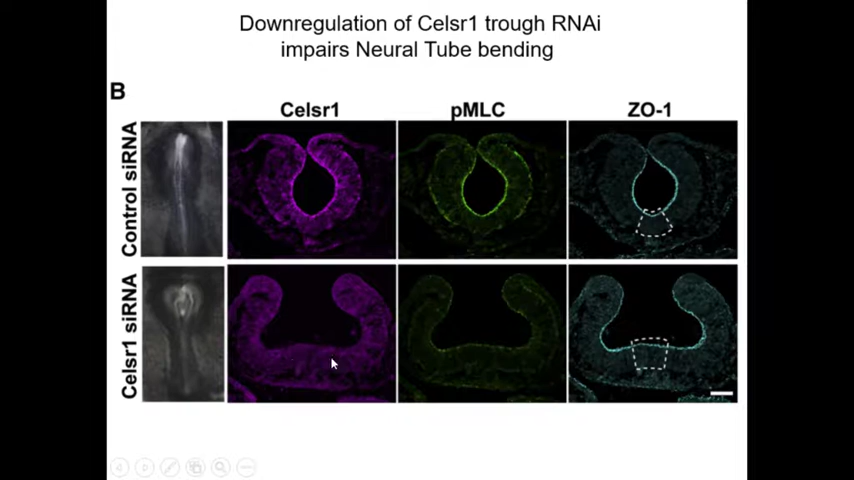 Downregulation of Celsr1 trough RNAi
impairs Neural Tube bending
B
Celsr1 pMLC ZO-1
Control siRNA
Celsr1 siRNA